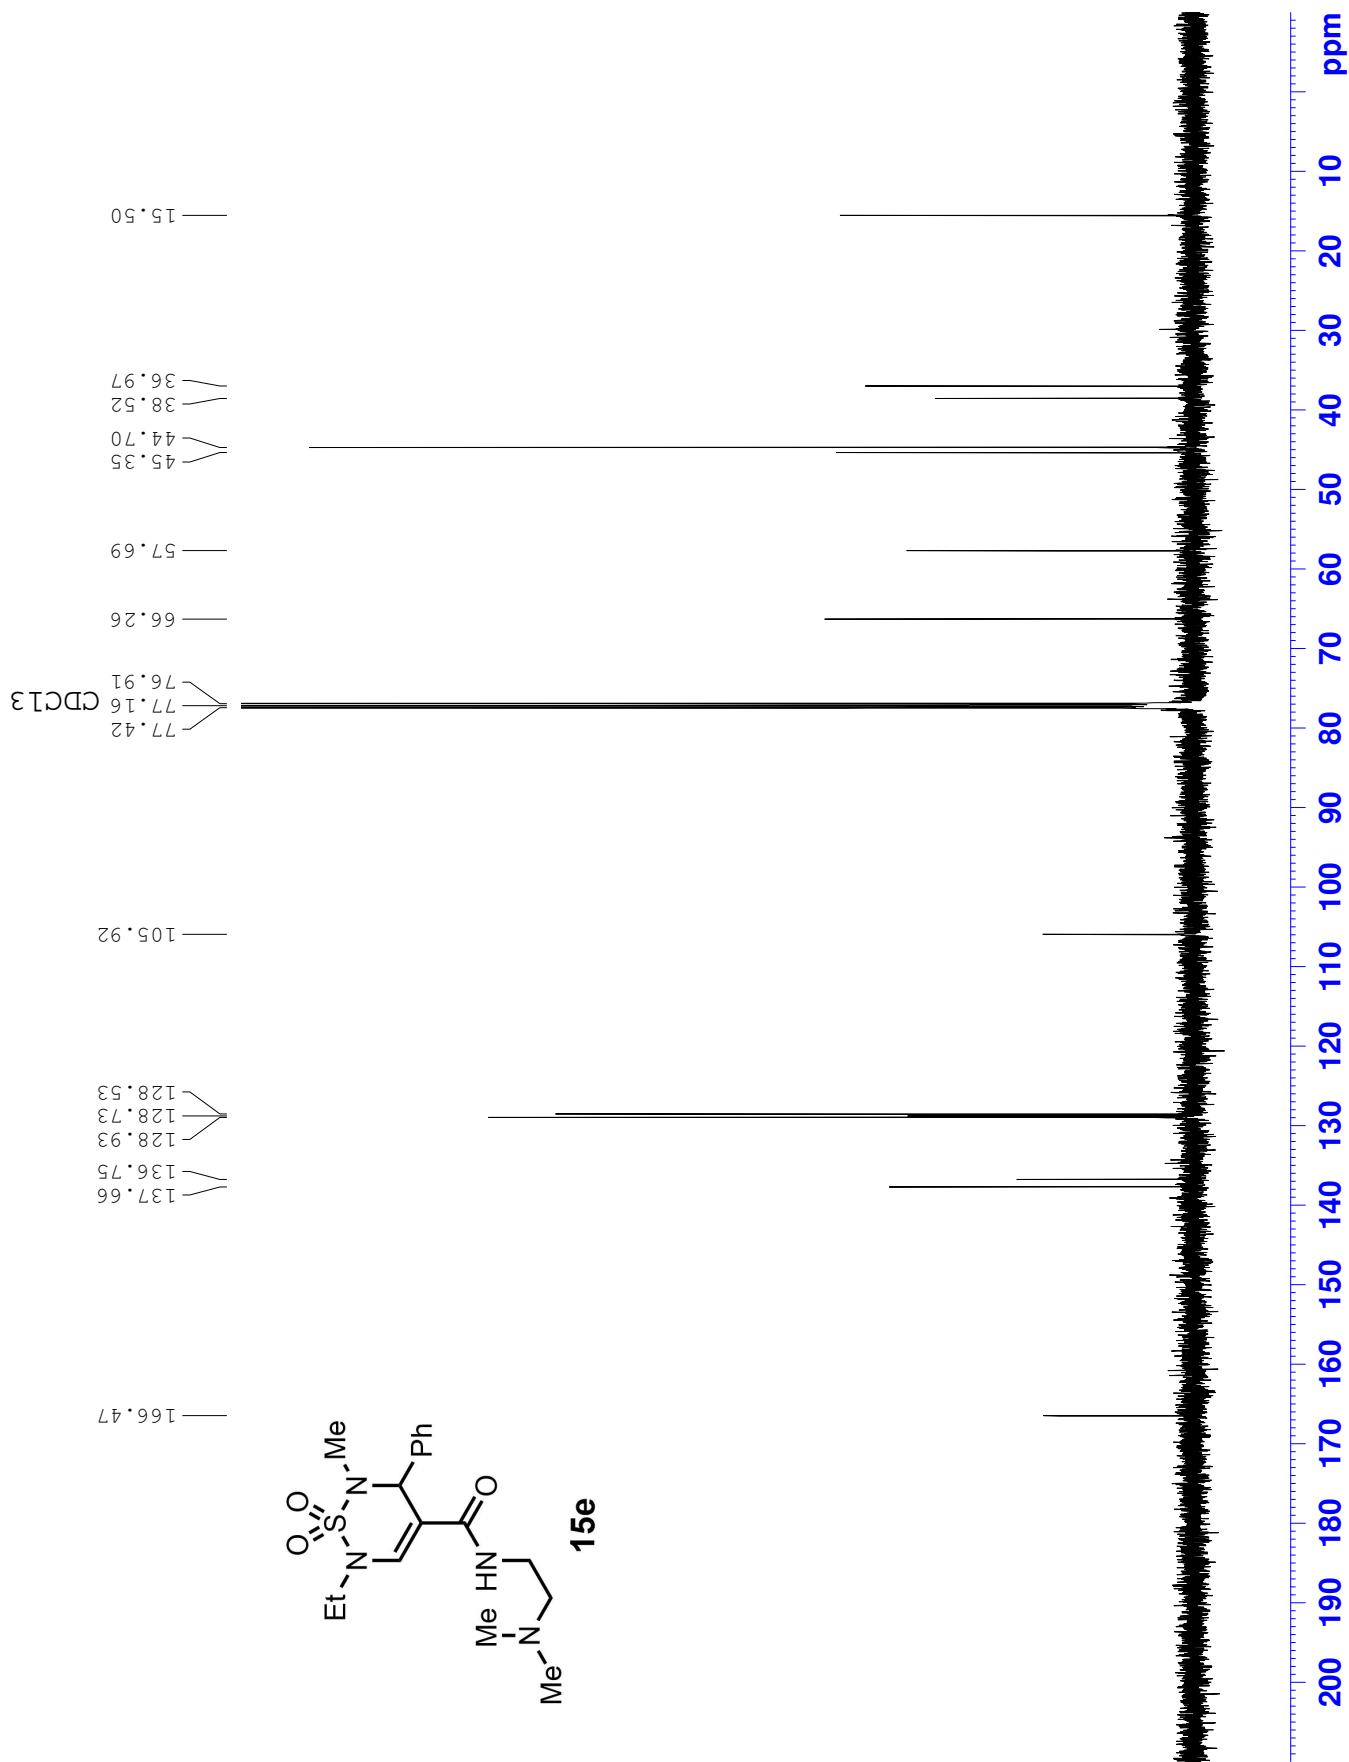 166.47
137.66
136.75
128.93
128.73
128.53
105.92
77.42
77.16 CDCl3
76.91
66.26
57.69
45.35
44.70
38.52
36.97
15.50
O O
S
Et N N Me
Ph
O
Me HN
N
Me
15e
200 190 180 170 160 150 140 130 120 110 100 90 80 70 60 50 40 30 20 10 ppm